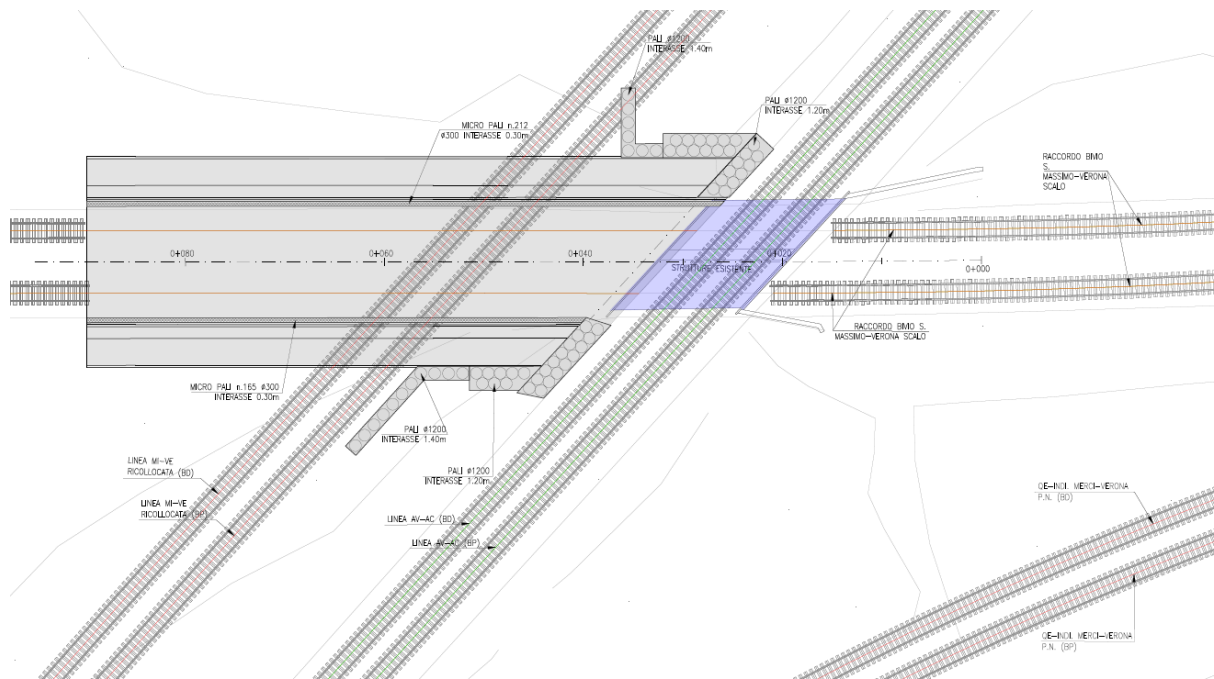 PALI ø1200
INTERASSE 1.40m
PALI ø1200
INTERASSE 1.20m
MICRO PALI n.212
ø300 INTERASSE 0.30m
RACCORDO BIVIO
S.
MASSIMO-VERONA
SCALO
0+080
0+060
0+040
0+020
0+000
STRUTTURE ESISTENTE
RACCORDO BIVIO S.
MASSIMO-VERONA SCALO
MICRO PALI n.165 ø300
INTERASSE 0.30m
PALI ø1200
INTERASSE 1.40m
PALI ø1200
INTERASSE 1.20m
LINEA MI-VE
RICOLLOCATA (BD)
LINEA MI-VE
RICOLLOCATA (BP)
LINEA AV-AC (BD)
LINEA AV-AC (BP)
QE-INDI. MERCI-VERONA
P.N. (BD)
QE-INDI. MERCI-VERONA
P.N. (BP)